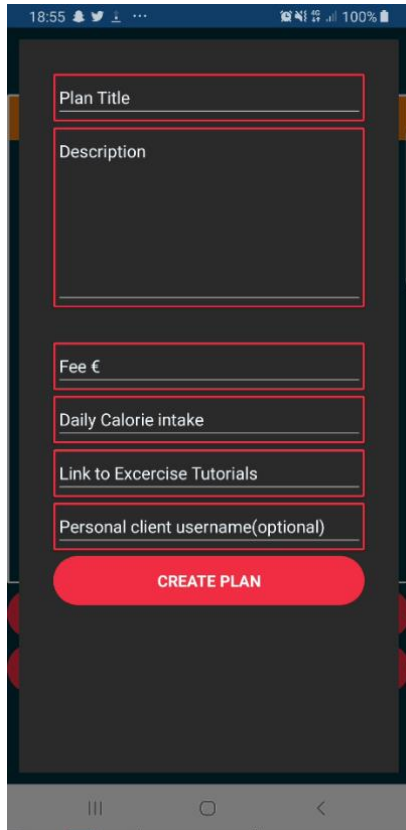 18:55 ... 4G 100%
Plan Title
Description
Fee €
Daily Calorie intake
Link to Excercise Tutorials
Personal client username(optional)
CREATE PLAN